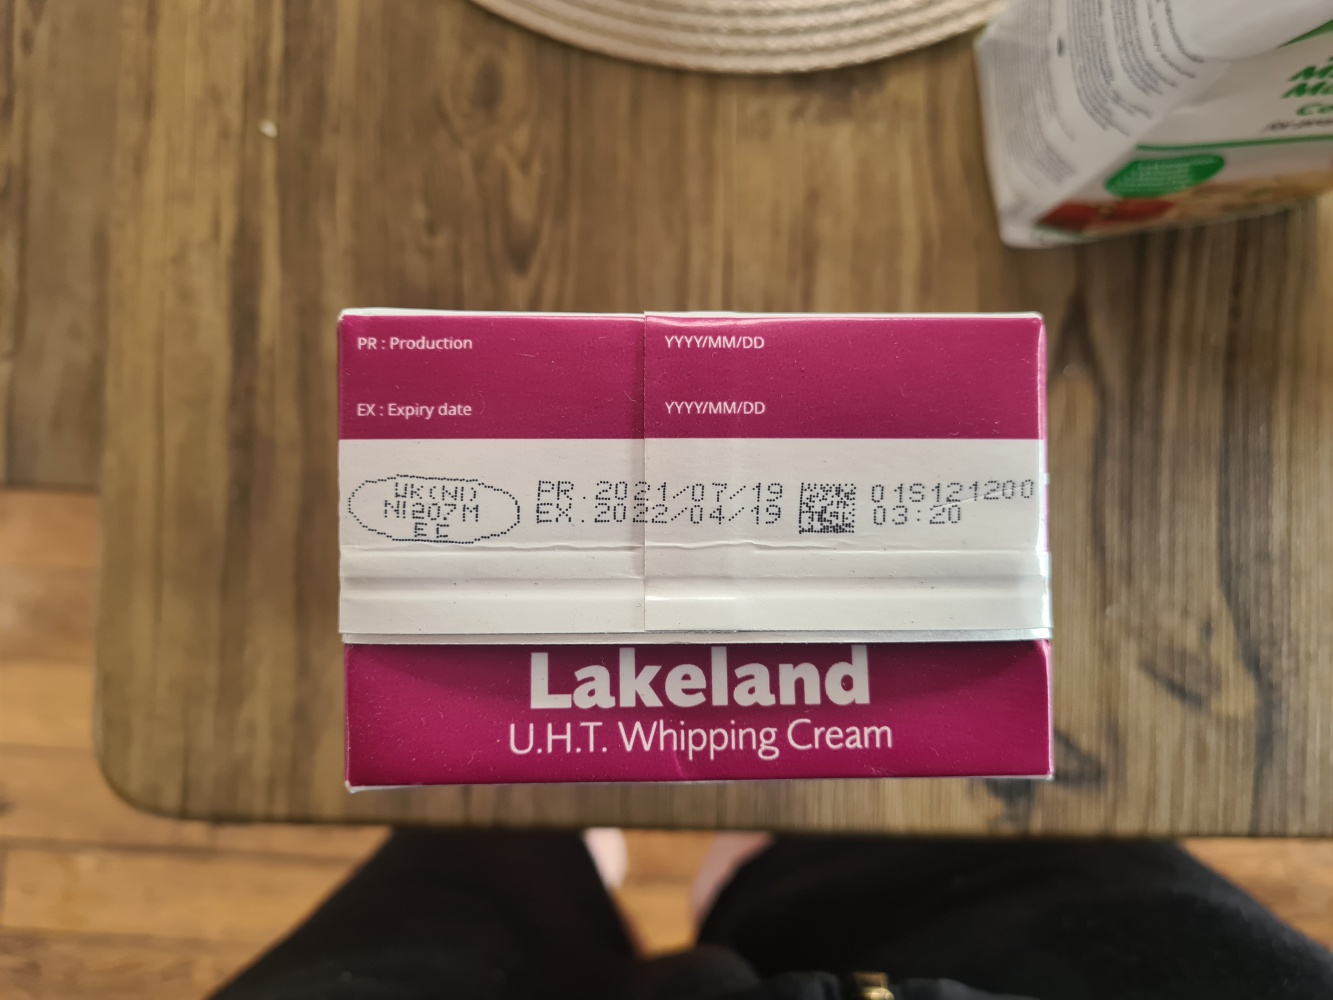 PR : Production YYYY/MM/DD
EX : Expiry date YYYY/MM/DD
UK(NI)
NI207M
EC
PR.2021/07/19 01S121200
EX.2022/04/19 03:20
Lakeland
U.H.T. Whipping Cream